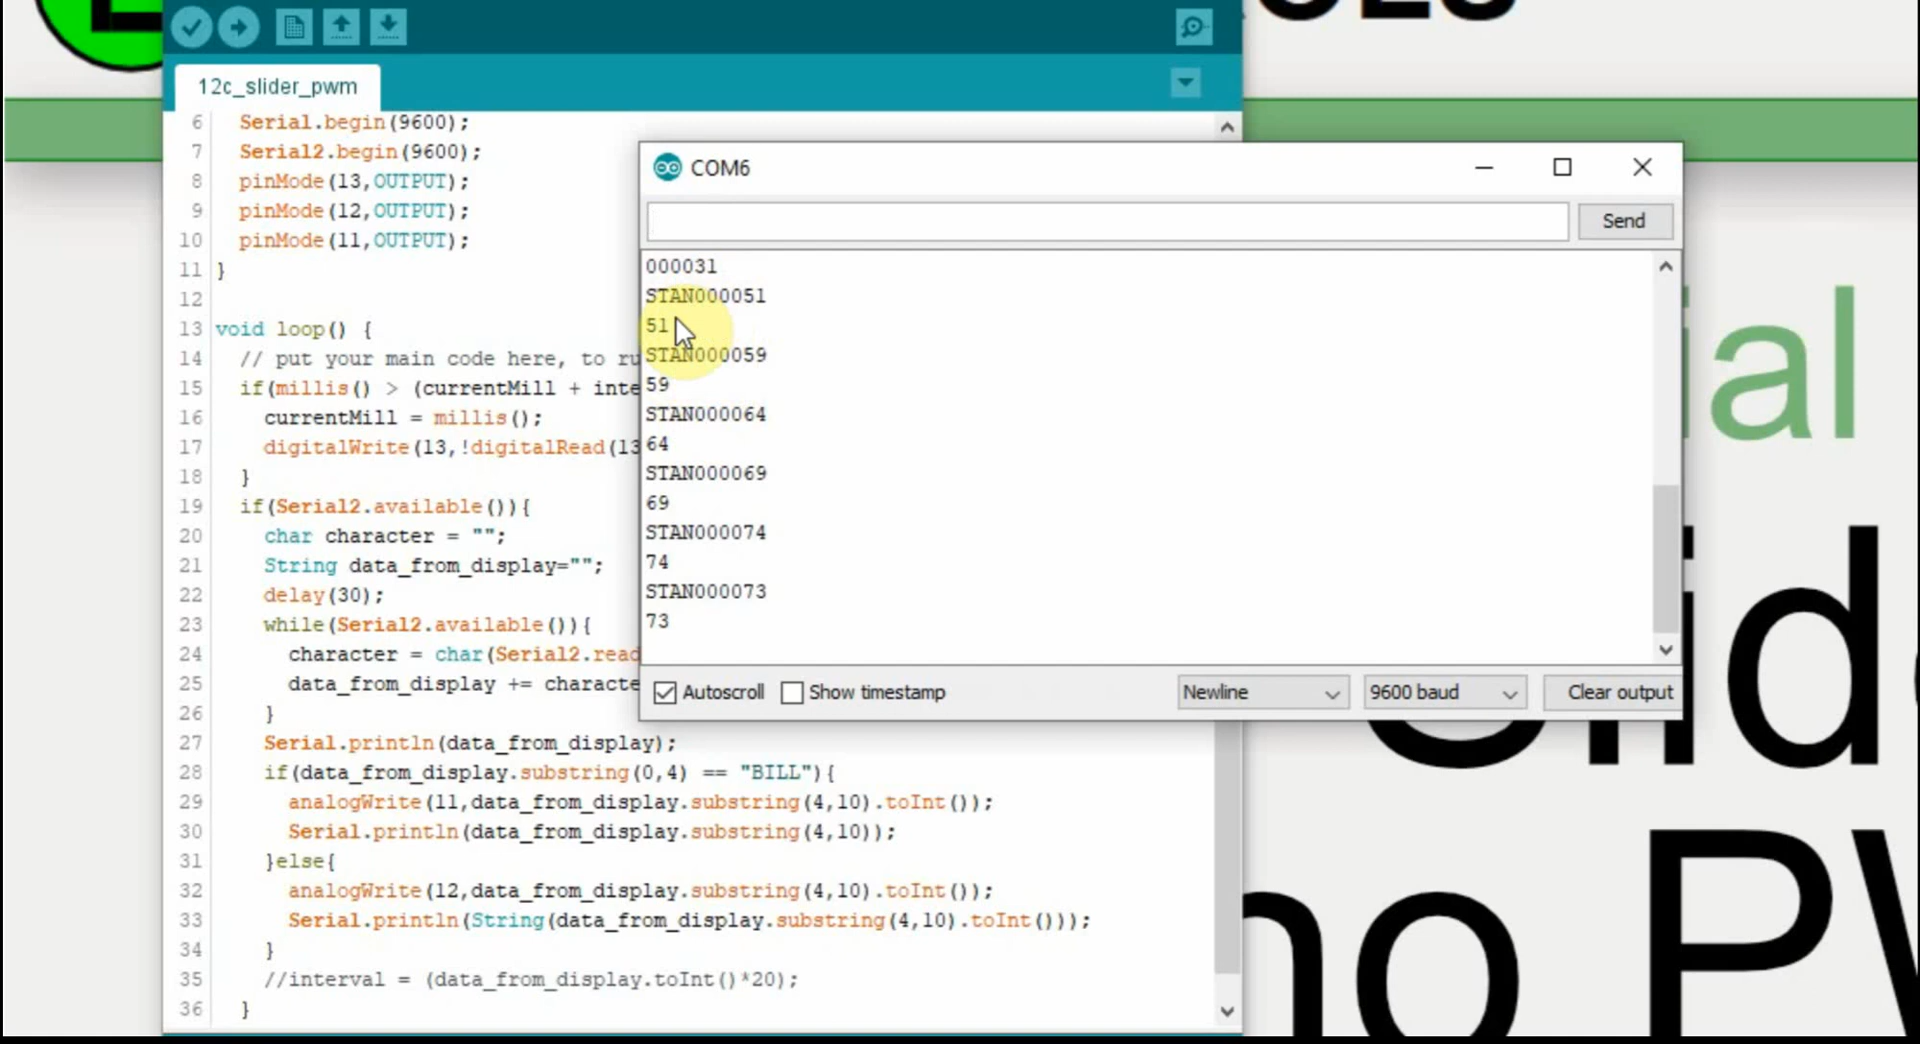 12c_slider_pwm
6 Serial.begin(9600);
7 Serial2.begin(9600);
8 pinMode(13,OUTPUT);
9 pinMode(12,OUTPUT);
10 pinMode(11,OUTPUT);
11 }
12
13 void loop() {
14 // put your main code here, to ru
15 if(millis() > (currentMill + inte
16 currentMill = millis();
17 digitalWrite(13,!digitalRead(13
18 }
19 if(Serial2.available()){
20 char character = "";
21 String data_from_display="";
22 delay(30);
23 while(Serial2.available()){
24 character = char(Serial2.read
25 data_from_display += characte
26 }
27 Serial.println(data_from_display);
28 if(data_from_display.substring(0,4) == "BILL"){
29 analogWrite(11,data_from_display.substring(4,10).toInt());
30 Serial.println(data_from_display.substring(4,10));
31 }else{
32 analogWrite(12,data_from_display.substring(4,10).toInt());
33 Serial.println(String(data_from_display.substring(4,10).toInt()));
34 }
35 //interval = (data_from_display.toInt()*20);
36 }
COM6
Send
000031
STAN000051
51
STAN000059
59
STAN000064
64
STAN000069
69
STAN000074
74
STAN000073
73
Autoscroll Show timestamp Newline 9600 baud Clear output
ial
Slid
no PW